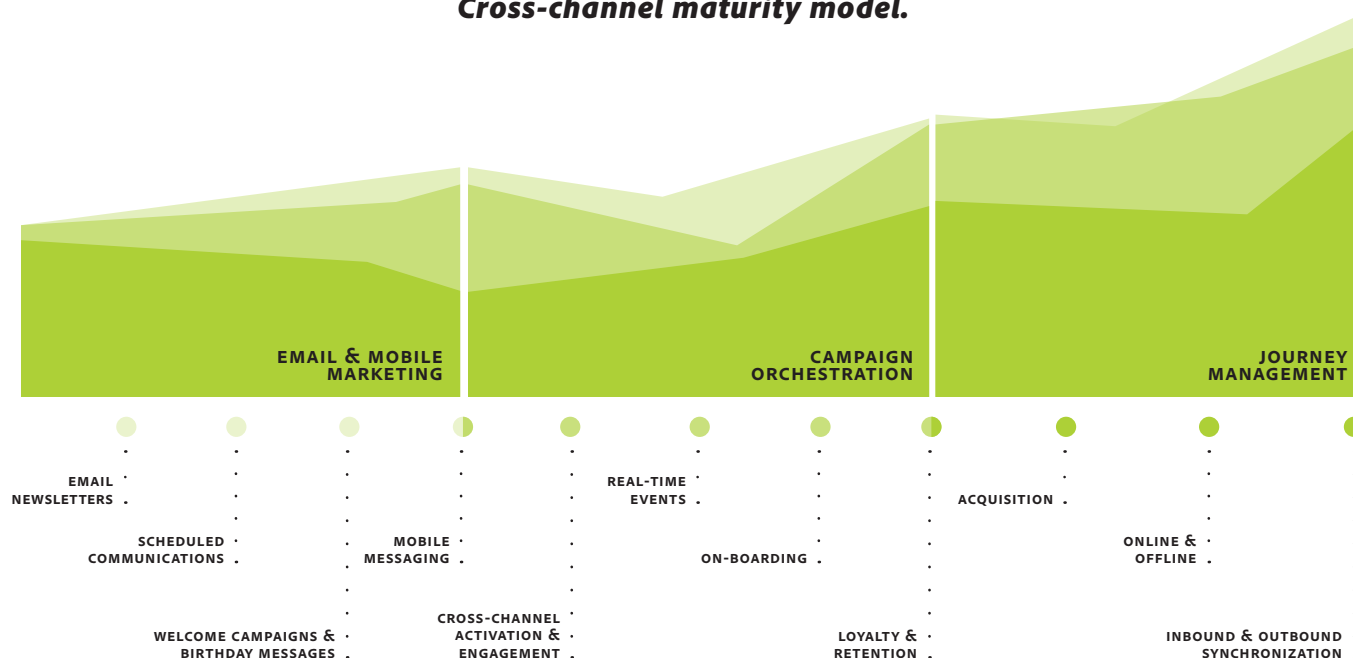 Cross-channel maturity model.
EMAIL & MOBILE
MARKETING
CAMPAIGN
ORCHESTRATION
JOURNEY
MANAGEMENT
EMAIL
NEWSLETTERS
SCHEDULED
COMMUNICATIONS
WELCOME CAMPAIGNS &
BIRTHDAY MESSAGES
MOBILE
MESSAGING
CROSS-CHANNEL
ACTIVATION &
ENGAGEMENT
REAL-TIME
EVENTS
ON-BOARDING
LOYALTY &
RETENTION
ACQUISITION
ONLINE &
OFFLINE
INBOUND & OUTBOUND
SYNCHRONIZATION